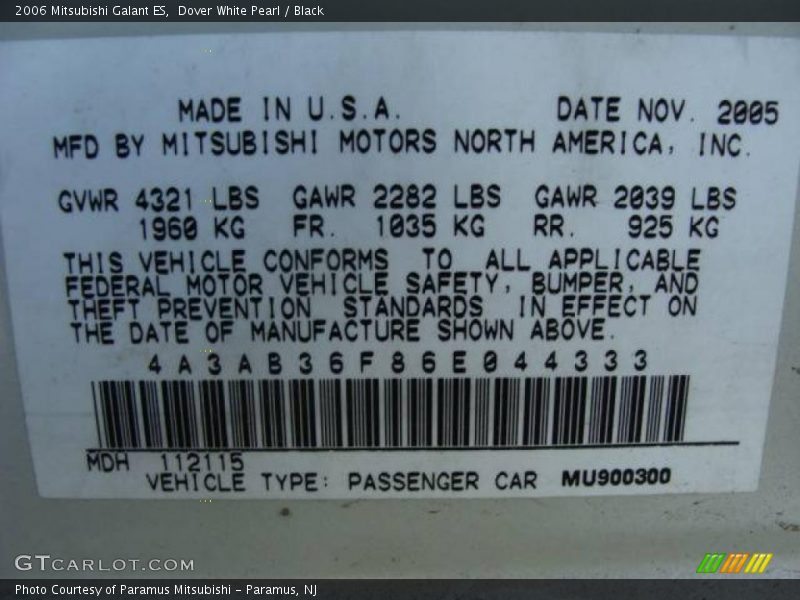 2006 Mitsubishi Galant ES,  Dover White Pearl / Black
MADE IN U.S.A. DATE NOV. 2005
MFD BY MITSUBISHI MOTORS NORTH AMERICA, INC.
GVWR 4321 LBS GAWR 2282 LBS GAWR 2039 LBS
1960 KG FR. 1035 KG RR. 925 KG
THIS VEHICLE CONFORMS TO ALL APPLICABLE
FEDERAL MOTOR VEHICLE SAFETY, BUMPER, AND
THEFT PREVENTION STANDARDS IN EFFECT ON
THE DATE OF MANUFACTURE SHOWN ABOVE.
4A3AB36F86E044333
MDH 112115
VEHICLE TYPE: PASSENGER CAR MU900300
GTCARLOT.COM
Photo Courtesy of Paramus Mitsubishi - Paramus, NJ